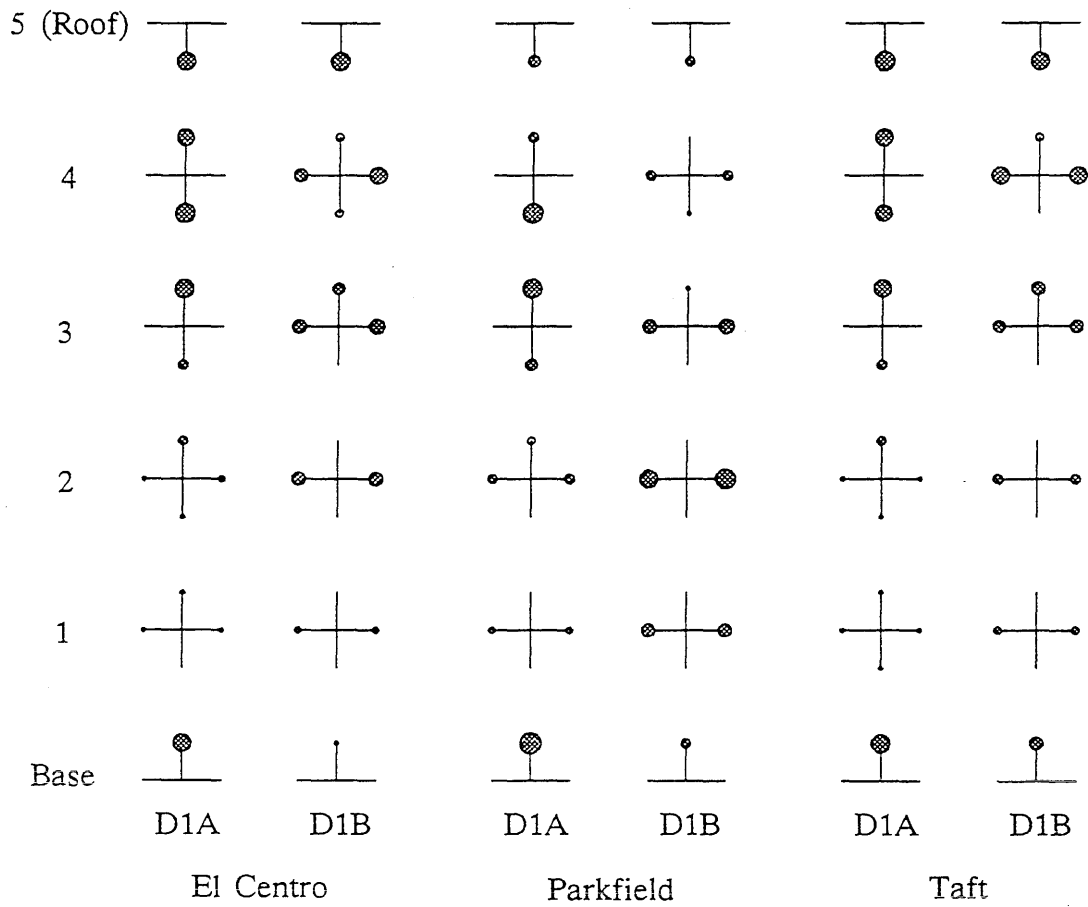 5 (Roof)
4
3
2
1
Base
D1A D1B D1A D1B D1A D1B
El Centro Parkfield Taft